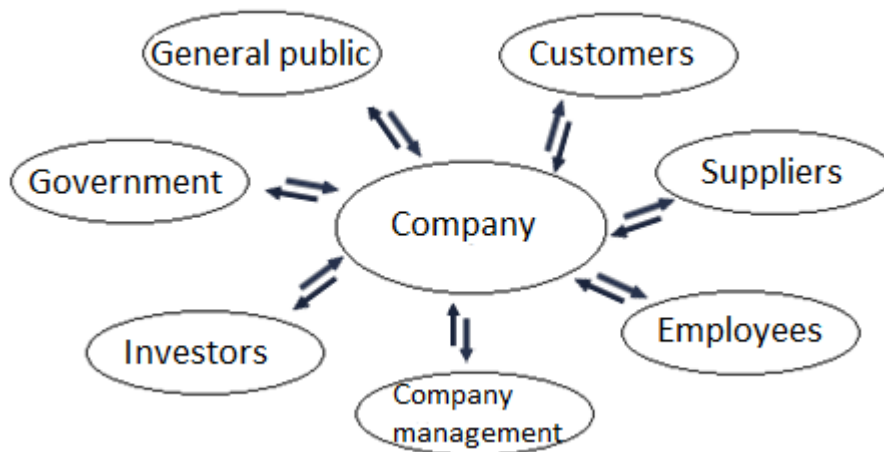 General public
Customers
Government
Suppliers
Company
Investors
Employees
Company
management